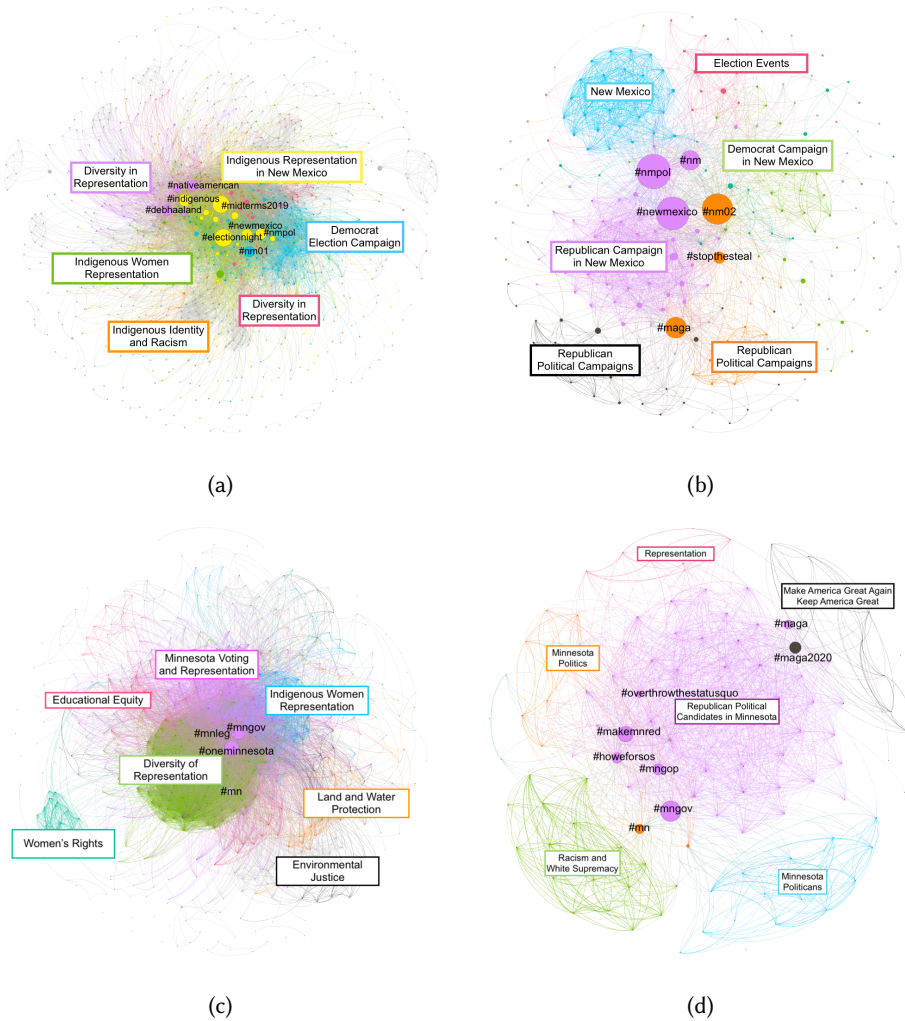 Diversity in
Representation
Indigenous Representation
in New Mexico
#nativeamerican
#indigenous
#debhaaland
#midterms2019
#newmexico
#nmpol
#electionnight
#nm01
Democrat
Election Campaign
Indigenous Women
Representation
Diversity in
Representation
Indigenous Identity
and Racism
(a)
Election Events
New Mexico
Democrat Campaign
in New Mexico
#nm
#nmpol
#newmexico
#nm02
Republican Campaign
in New Mexico
#stopthesteal
#maga
Republican
Political Campaigns
Republican
Political Campaigns
(b)
Minnesota Voting
and Representation
Educational Equity
Indigenous Women
Representation
#mngov
#mnleg
#oneminnesota
Diversity of
Representation
#mn
Land and Water
Protection
Women's Rights
Environmental
Justice
(c)
Representation
Make America Great Again
Keep America Great
#maga
#maga2020
Minnesota
Politics
#overthrowthestatusquo
Republican Political
Candidates in Minnesota
#makemnred
#howeforsos
#mngop
#mngov
#mn
Racism and
White Supremacy
Minnesota
Politicans
(d)